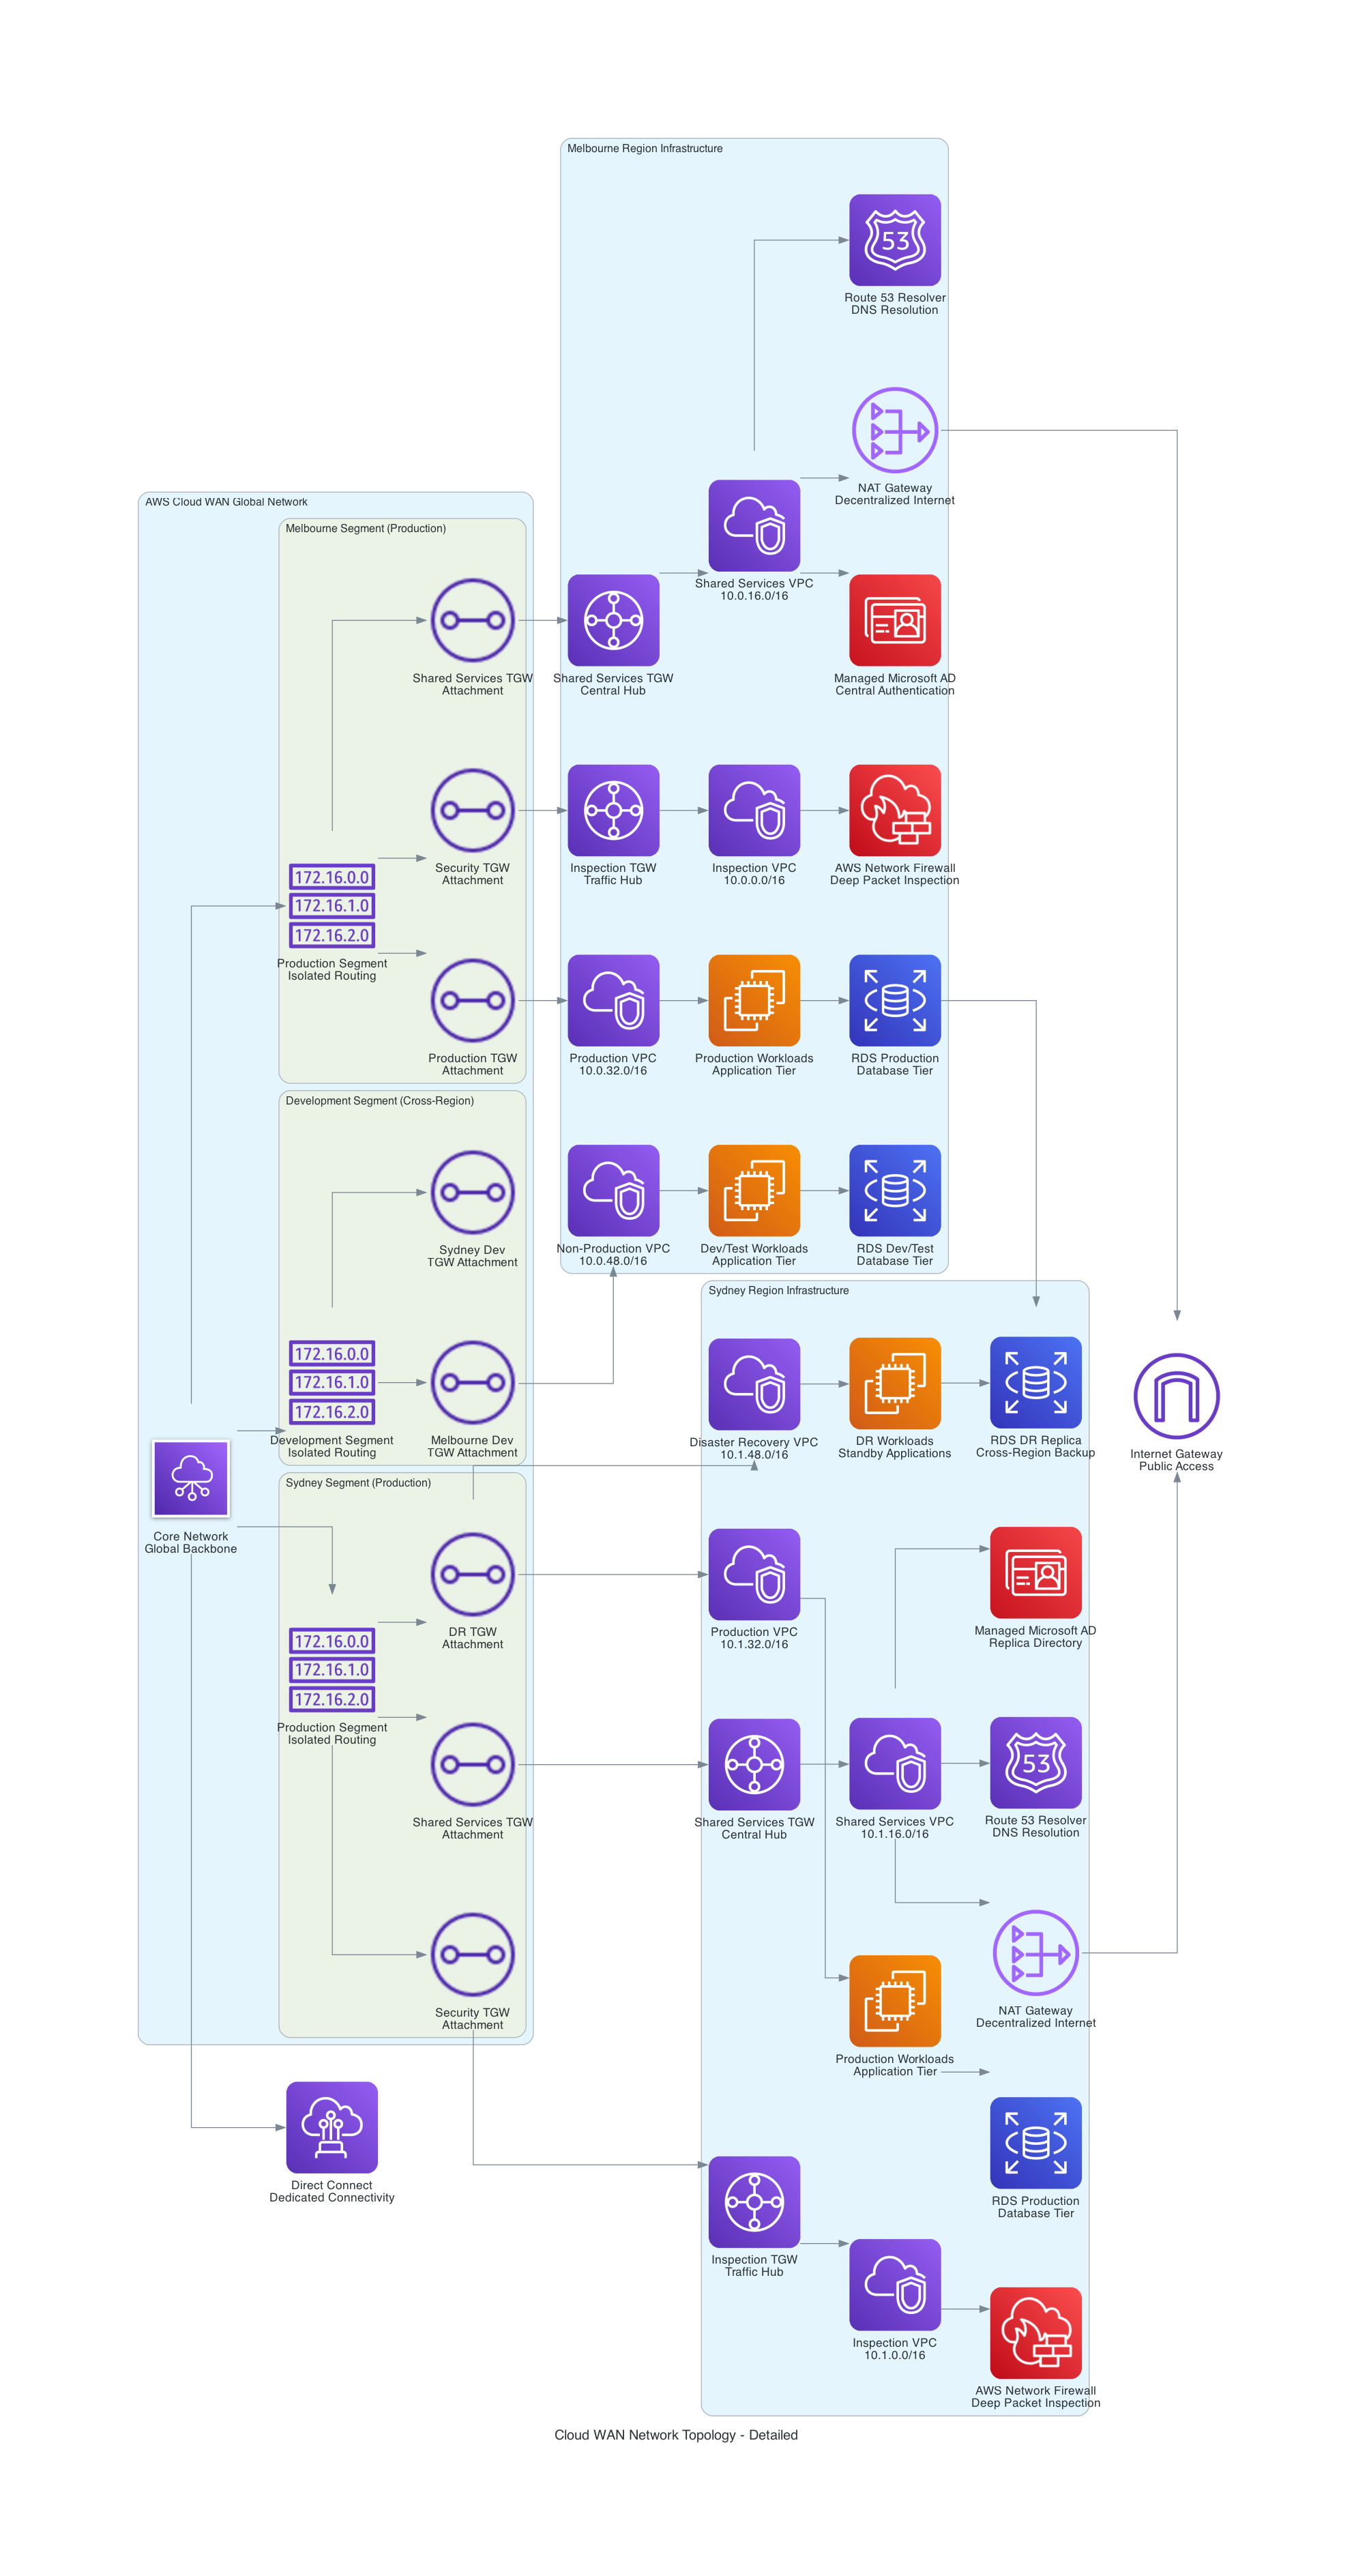 Melbourne Region Infrastructure
53
Route 53 Resolver
DNS Resolution
NAT Gateway
Decentralized Internet
Shared Services VPC
10.0.16.0/16
Managed Microsoft AD
Central Authentication
Shared Services TGW
Central Hub
Inspection TGW
Traffic Hub
Inspection VPC
10.0.0.0/16
AWS Network Firewall
Deep Packet Inspection
Production VPC
10.0.32.0/16
Production Workloads
Application Tier
RDS Production
Database Tier
Non-Production VPC
10.0.48.0/16
Dev/Test Workloads
Application Tier
RDS Dev/Test
Database Tier
AWS Cloud WAN Global Network
Melbourne Segment (Production)
Shared Services TGW
Attachment
Security TGW
Attachment
172.16.0.0
172.16.1.0
172.16.2.0
Production Segment
Isolated Routing
Production TGW
Attachment
Development Segment (Cross-Region)
Sydney Dev
TGW Attachment
172.16.0.0
172.16.1.0
172.16.2.0
Development Segment
Isolated Routing
Melbourne Dev
TGW Attachment
Core Network
Global Backbone
Sydney Segment (Production)
DR TGW
Attachment
172.16.0.0
172.16.1.0
172.16.2.0
Production Segment
Isolated Routing
Shared Services TGW
Attachment
Security TGW
Attachment
Direct Connect
Dedicated Connectivity
Sydney Region Infrastructure
Disaster Recovery VPC
10.1.48.0/16
DR Workloads
Standby Applications
RDS DR Replica
Cross-Region Backup
Internet Gateway
Public Access
Production VPC
10.1.32.0/16
Managed Microsoft AD
Replica Directory
Shared Services TGW
Central Hub
Shared Services VPC
10.1.16.0/16
53
Route 53 Resolver
DNS Resolution
NAT Gateway
Decentralized Internet
Production Workloads
Application Tier
RDS Production
Database Tier
Inspection TGW
Traffic Hub
Inspection VPC
10.1.0.0/16
AWS Network Firewall
Deep Packet Inspection
Cloud WAN Network Topology - Detailed